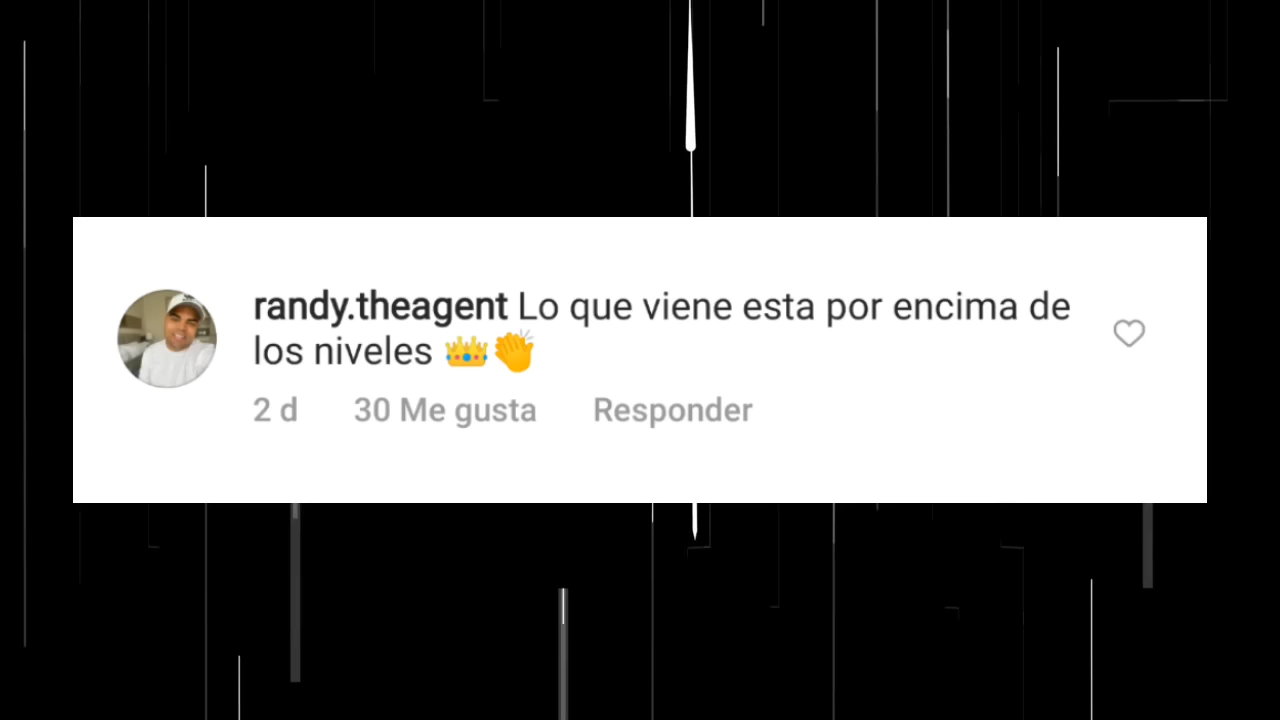 randy.theagent Lo que viene esta por encima de
los niveles 👑👏
2 d 30 Me gusta Responder